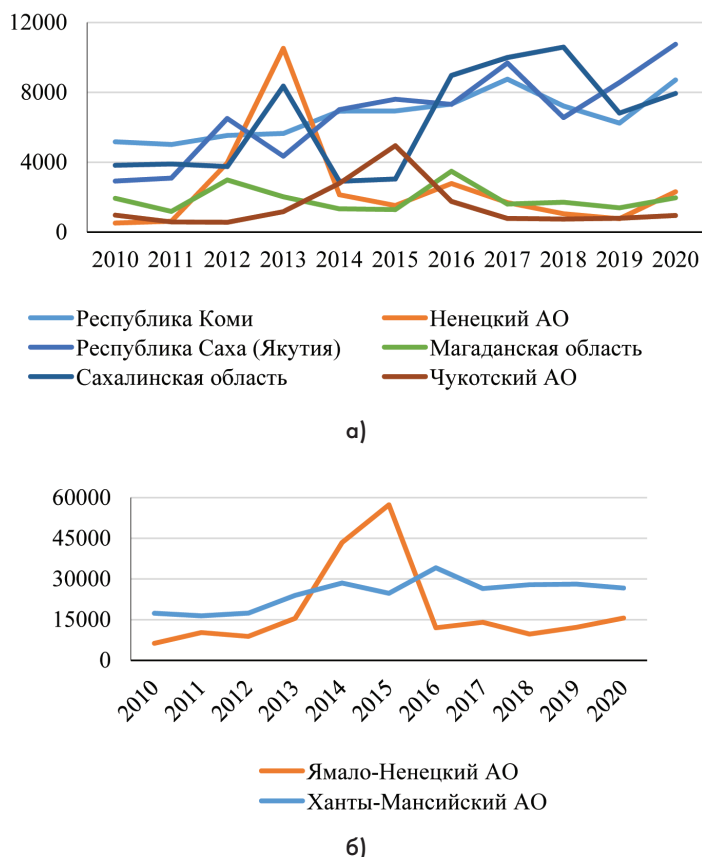 12000
8000
4000
0
2010 2011 2012 2013 2014 2015 2016 2017 2018 2019 2020
Республика Коми Ненецкий АО
Республика Саха (Якутия) Магаданская область
Сахалинская область Чукотский АО
а)
60000
45000
30000
15000
0
2010 2011 2012 2013 2014 2015 2016 2017 2018 2019 2020
Ямало-Ненецкий АО
Ханты-Мансийский АО
б)